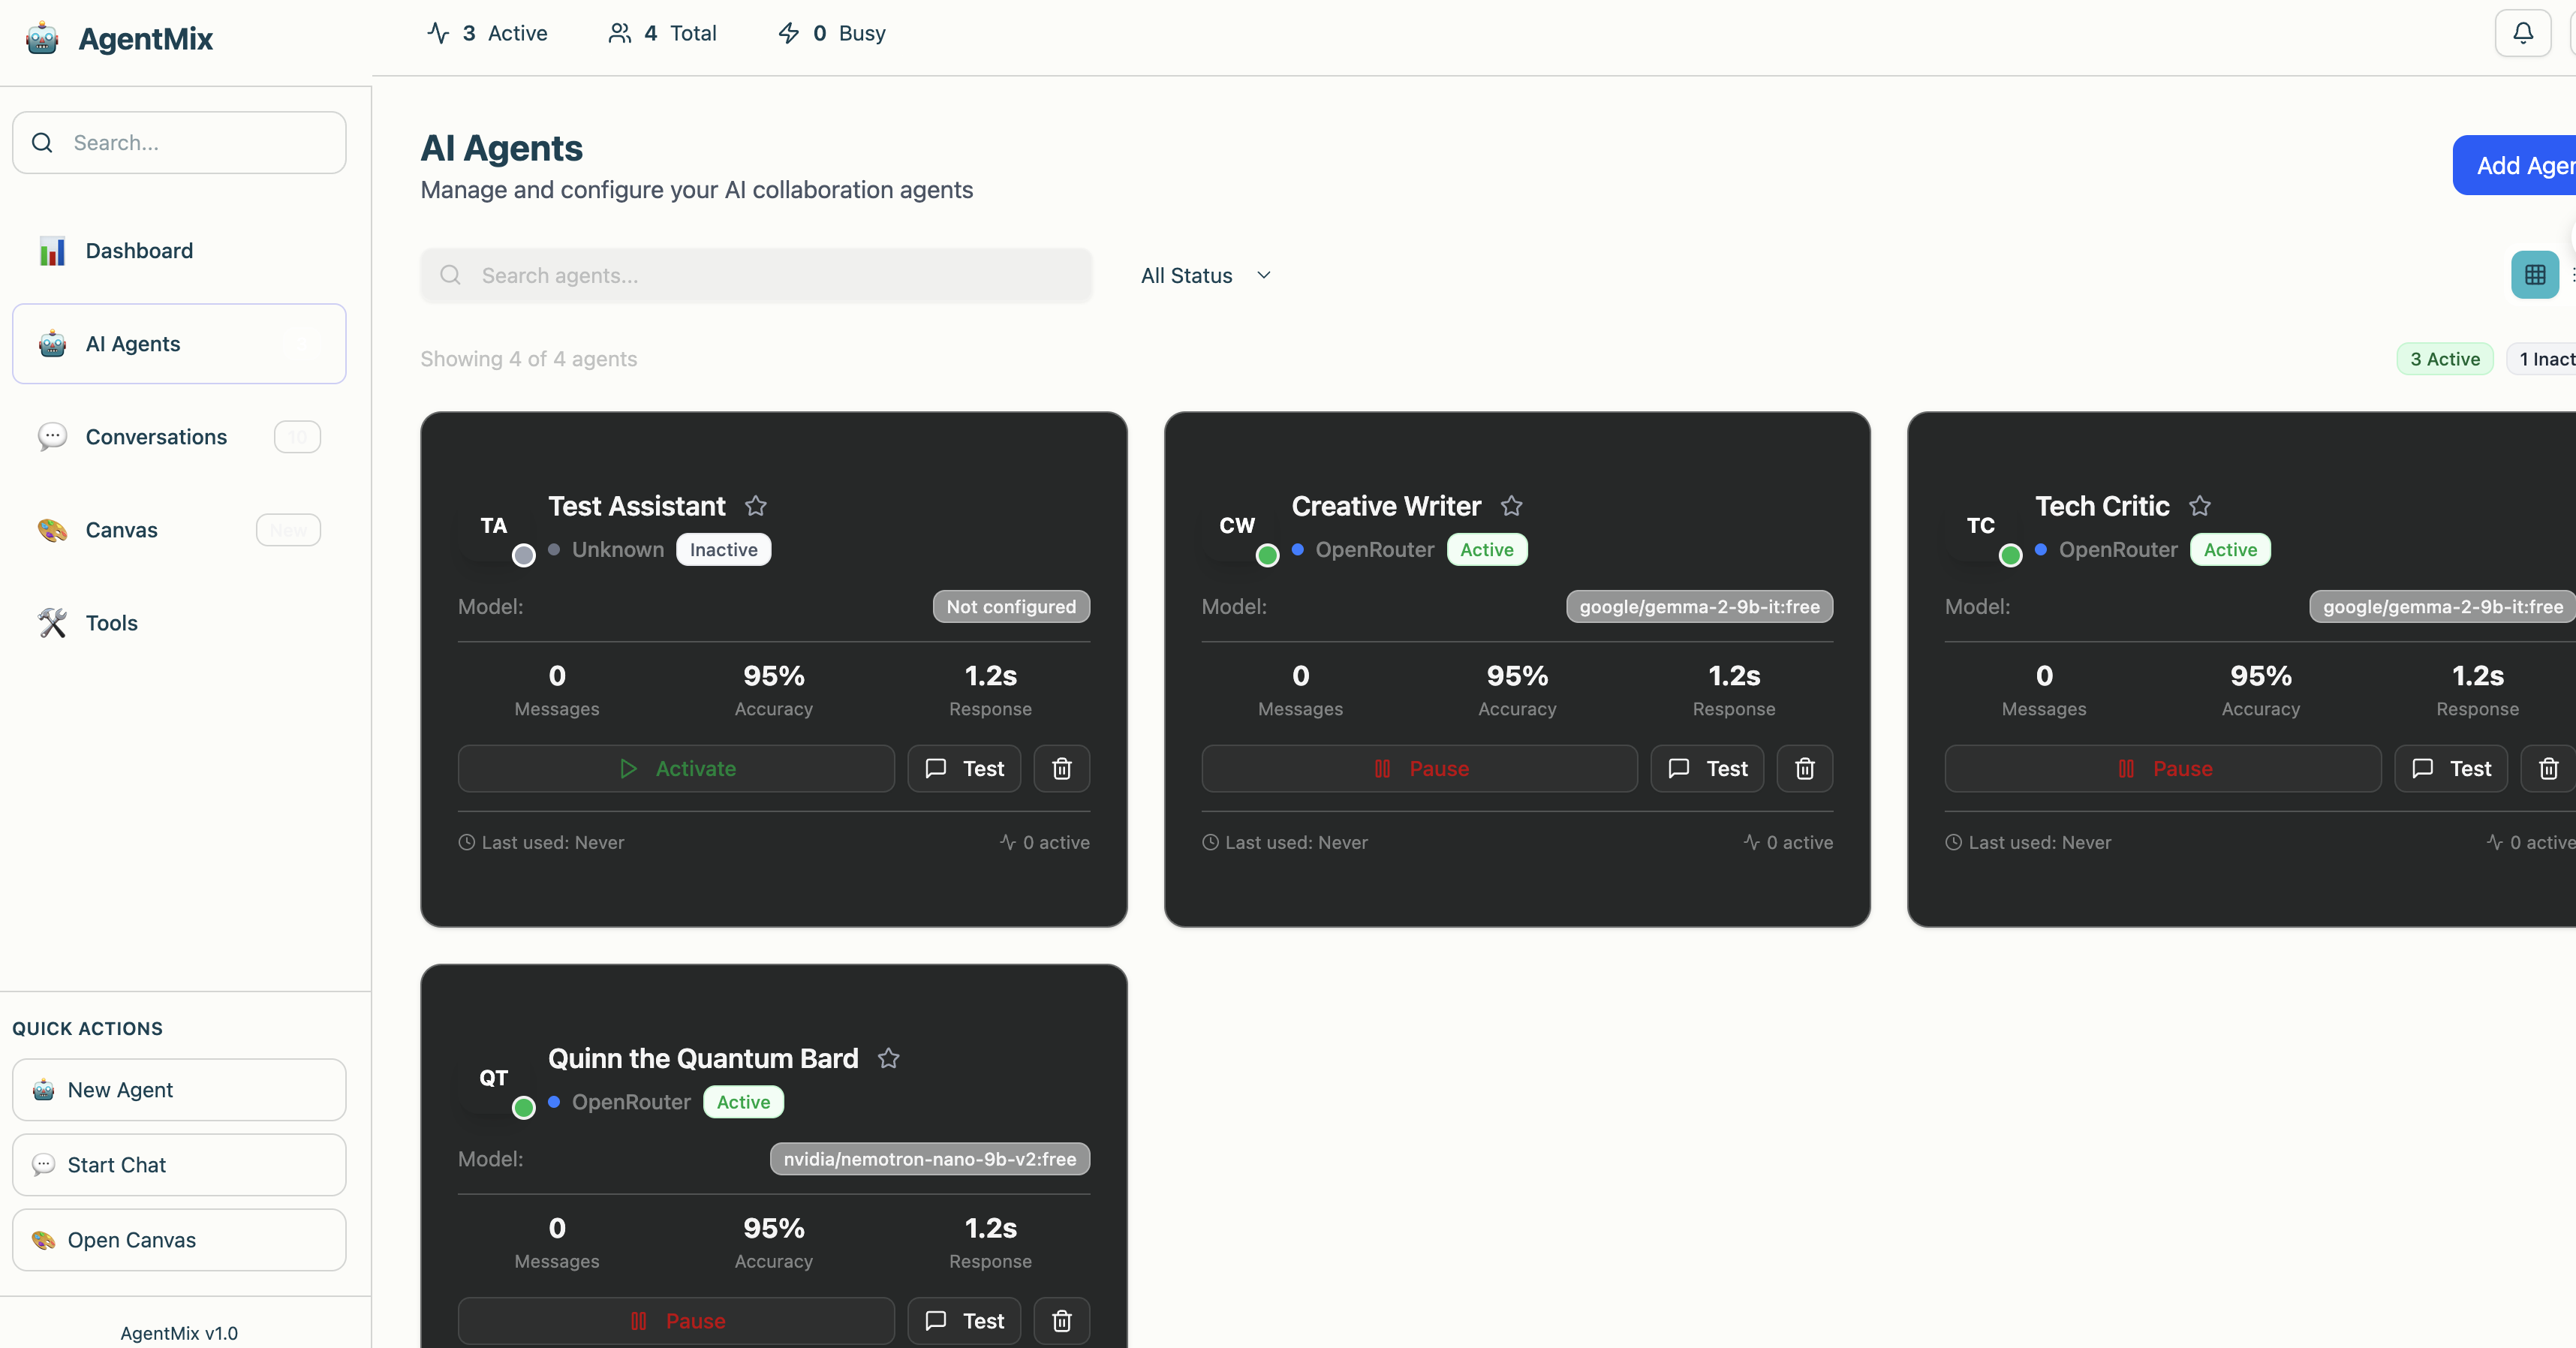 AgentMix
3 Active
4 Total
0 Busy
Search...
Dashboard
AI Agents
Conversations
10
Canvas
New
Tools
QUICK ACTIONS
New Agent
Start Chat
Open Canvas
AgentMix v1.0
AI Agents
Manage and configure your AI collaboration agents
Add Agen
Search agents...
All Status
Showing 4 of 4 agents
3 Active
1 Inact
TA
Test Assistant
Unknown
Inactive
Model:
Not configured
0
95%
1.2s
Messages
Accuracy
Response
Activate
Test
Last used: Never
0 active
CW
Creative Writer
OpenRouter
Active
Model:
google/gemma-2-9b-it:free
0
95%
1.2s
Messages
Accuracy
Response
Pause
Test
Last used: Never
0 active
TC
Tech Critic
OpenRouter
Active
Model:
google/gemma-2-9b-it:free
0
95%
1.2s
Messages
Accuracy
Response
Pause
Test
Last used: Never
0 active
QT
Quinn the Quantum Bard
OpenRouter
Active
Model:
nvidia/nemotron-nano-9b-v2:free
0
95%
1.2s
Messages
Accuracy
Response
Pause
Test